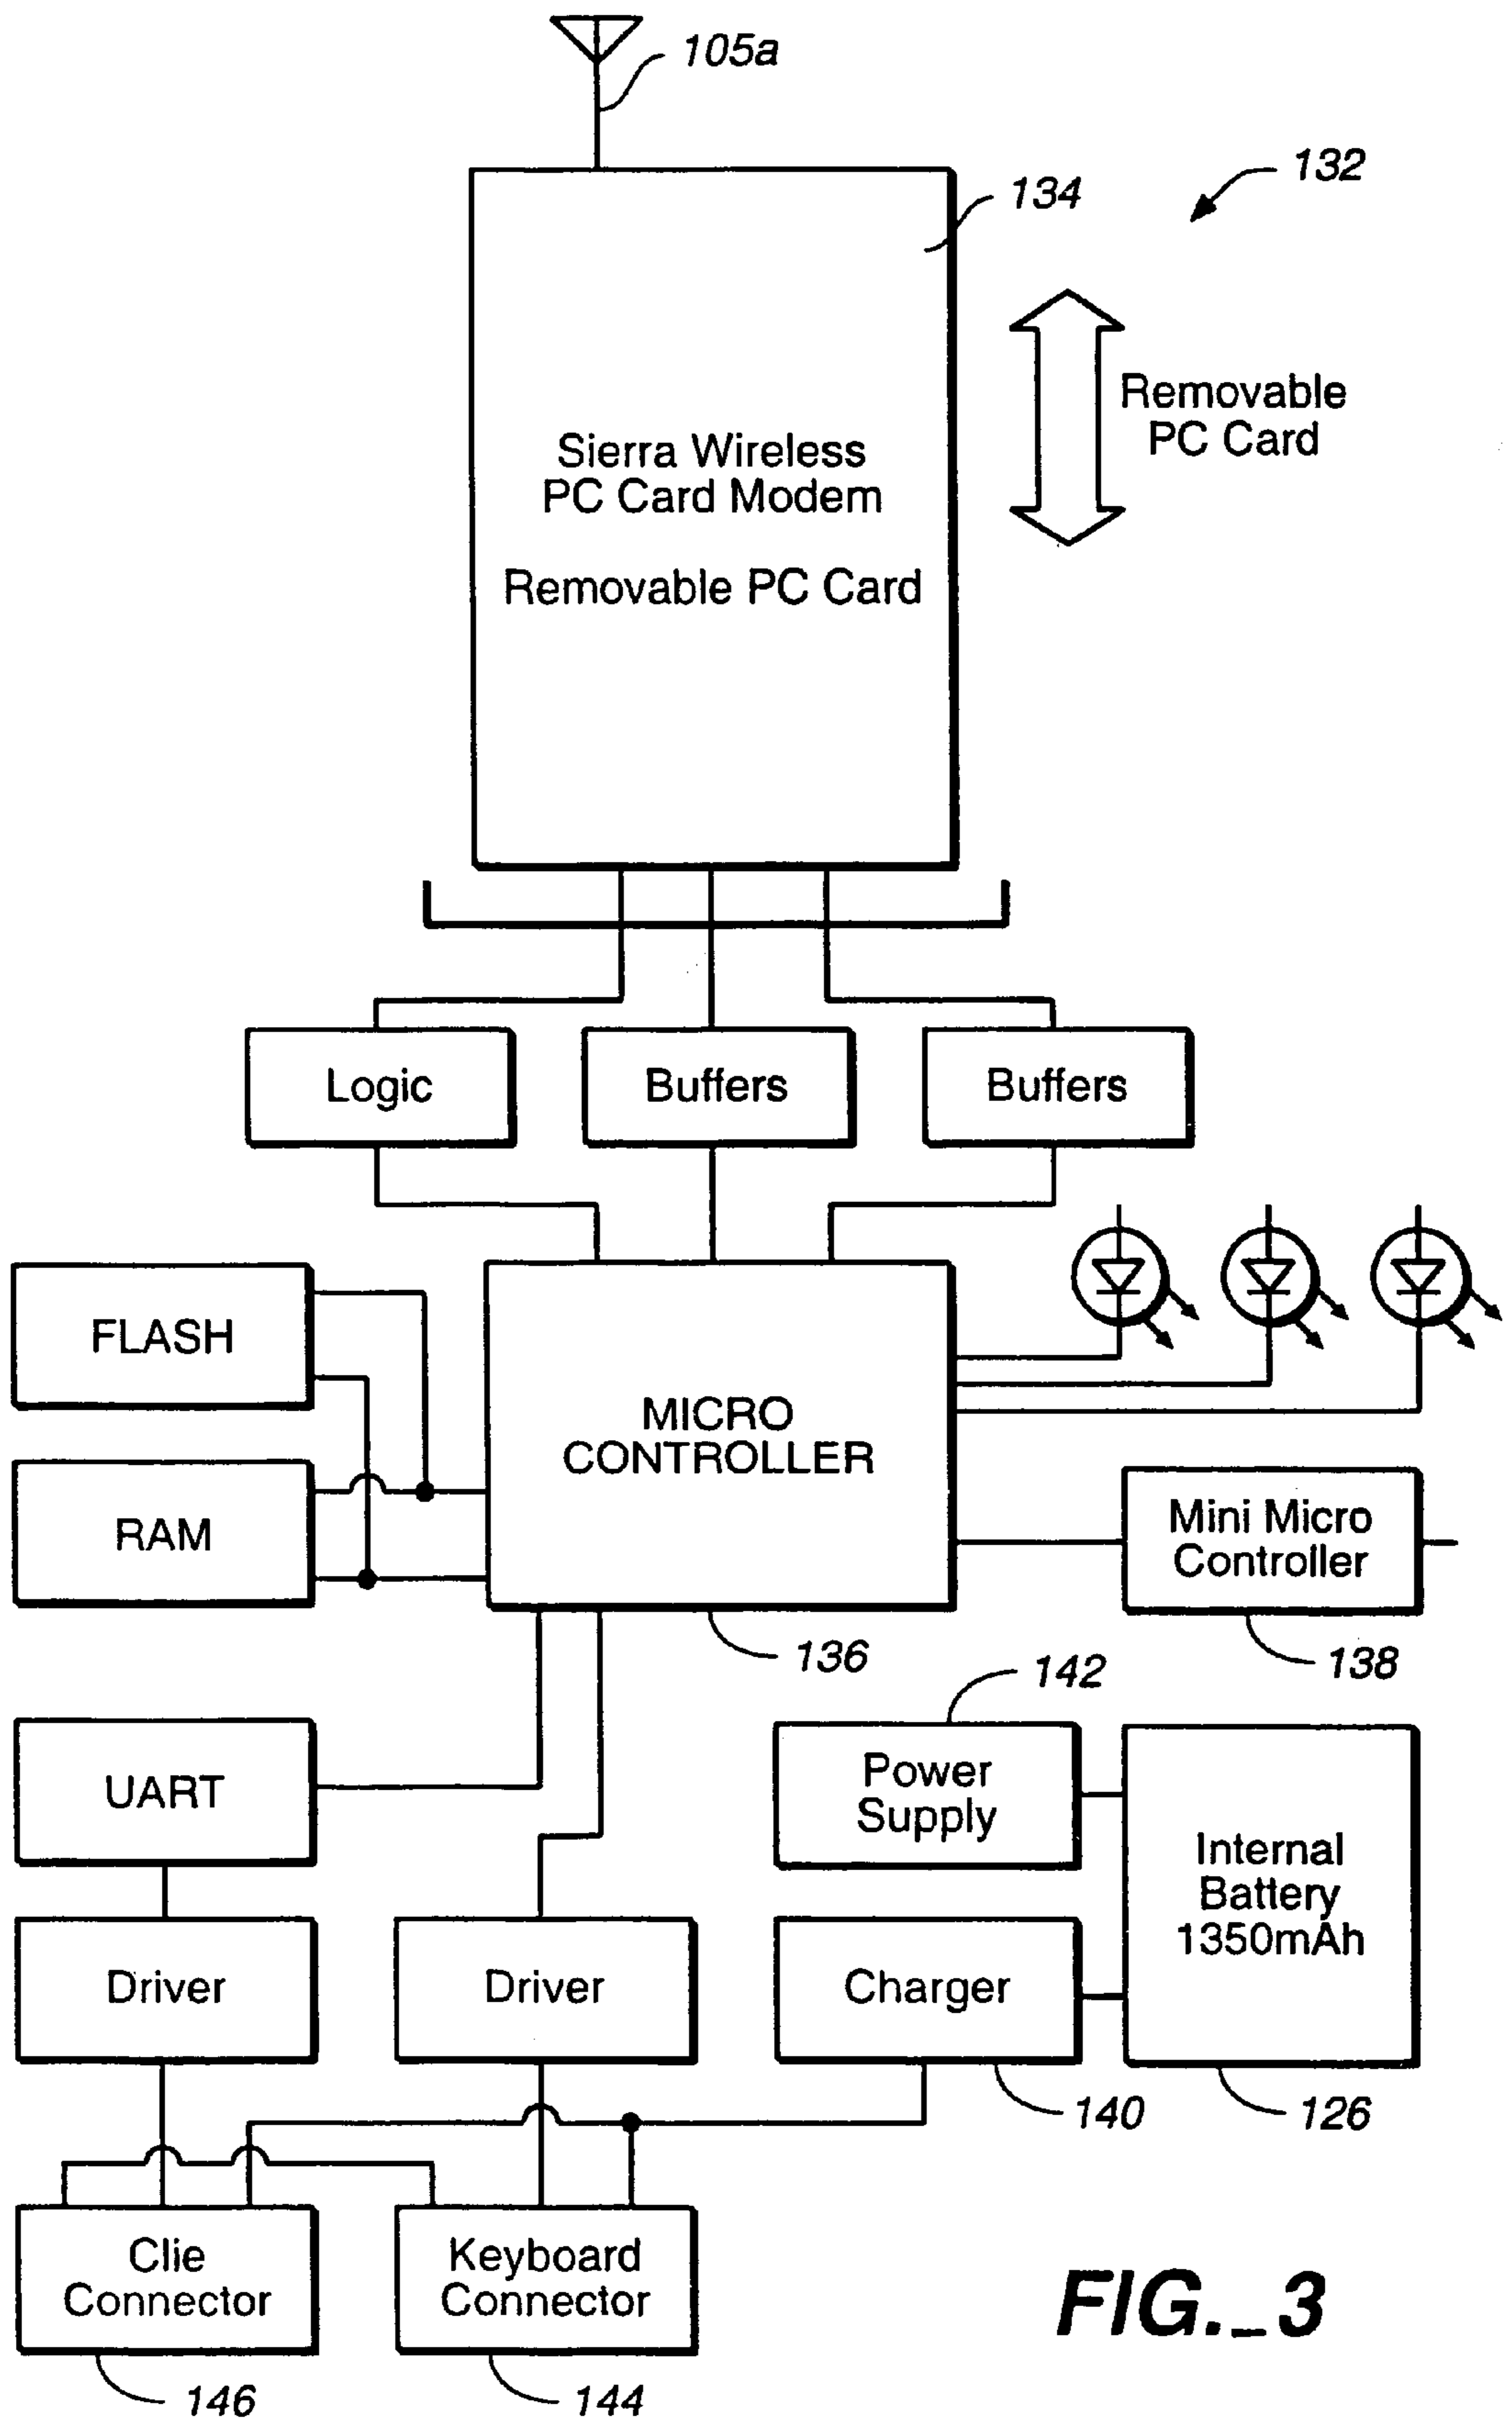 105a
132
134
Removable
PC Card
Sierra Wireless
PC Card Modem
Removable PC Card
Logic
Buffers
Buffers
FLASH
MICRO
CONTROLLER
RAM
Mini Micro
Controller
136
138
142
UART
Power
Supply
Internal
Battery
1350mAh
Driver
Driver
Charger
140
126
Clie
Connector
Keyboard
Connector
146
144
FIG._3